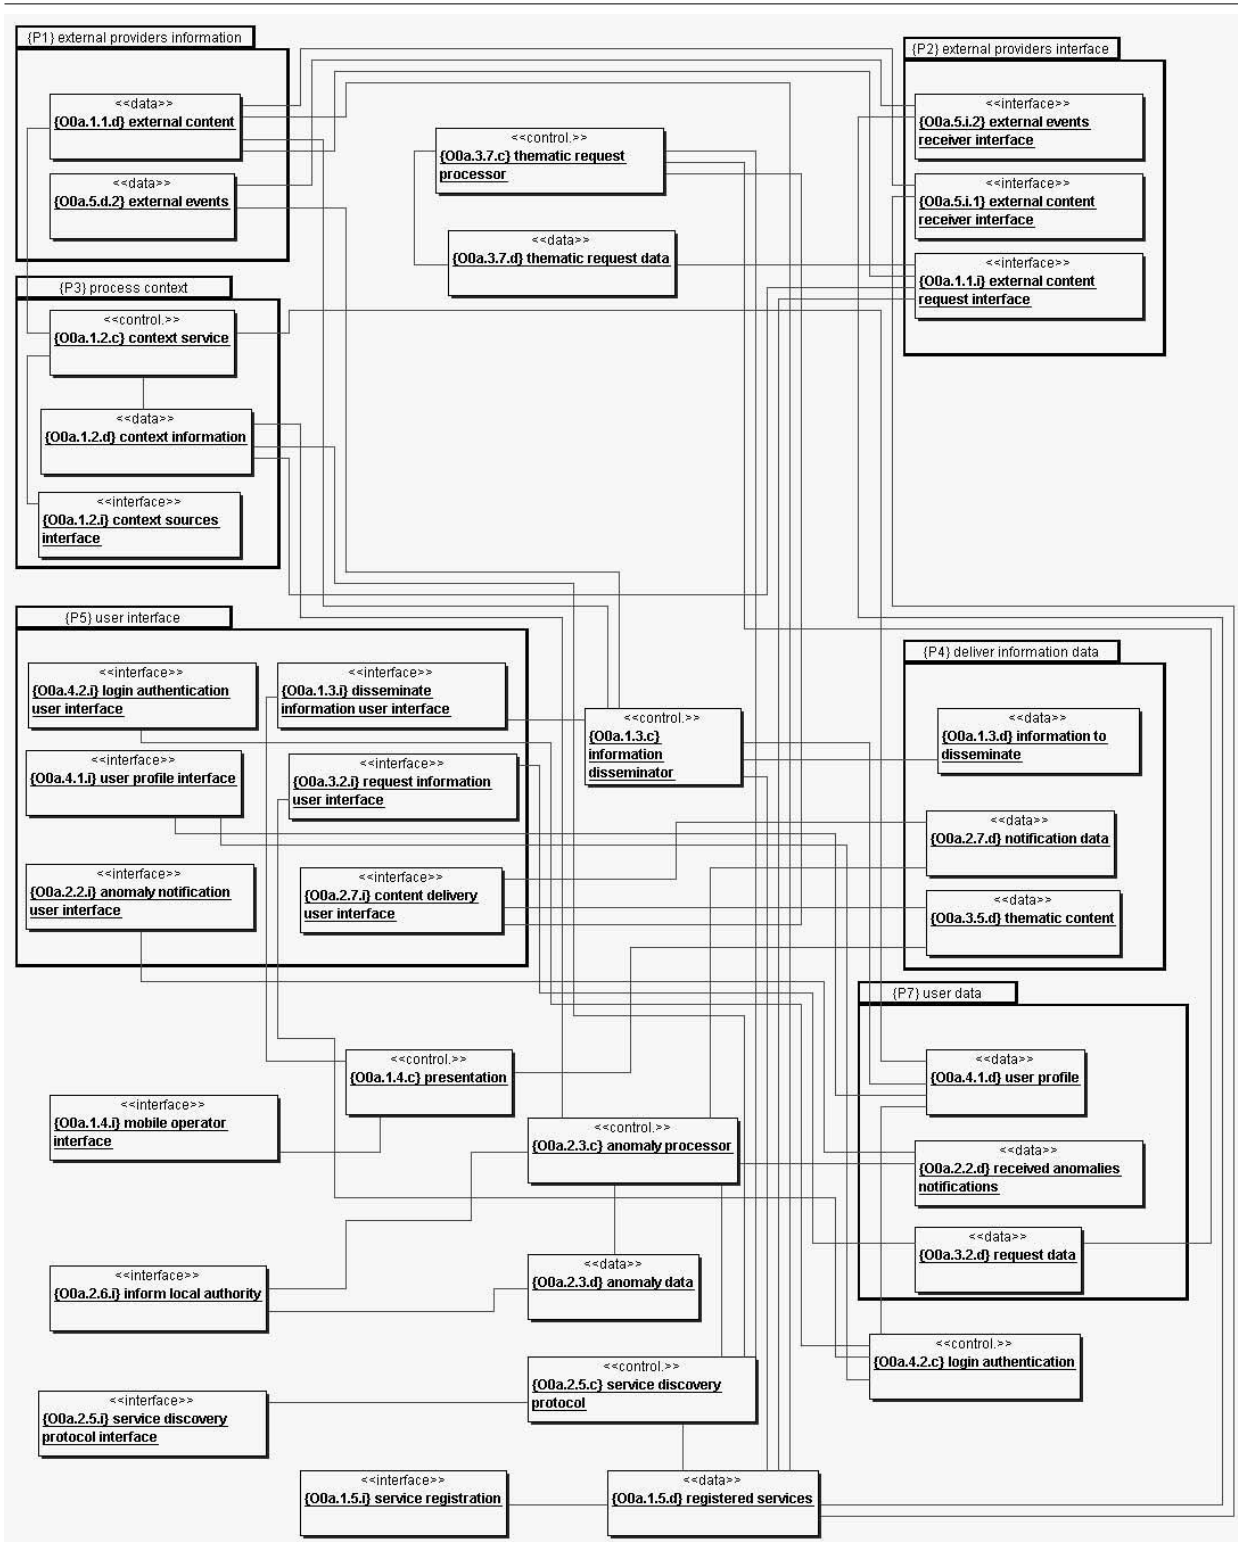 {P1} external providers information
<<data>>
{O0a.1.1.d} external content
<<data>>
{O0a.5.d.2} external events
{P2} external providers interface
<<interface>>
{O0a.5.i.2} external events
receiver interface
<<interface>>
{O0a.5.i.1} external content
receiver interface
<<interface>>
{O0a.1.1.i} external content
request interface
<<control.>>
{O0a.3.7.c} thematic request
processor
<<data>>
{O0a.3.7.d} thematic request data
{P3} process context
<<control.>>
{O0a.1.2.c} context service
<<data>>
{O0a.1.2.d} context information
<<interface>>
{O0a.1.2.i} context sources
interface
{P5} user interface
<<interface>>
{O0a.4.2.i} login authentication
user interface
<<interface>>
{O0a.1.3.i} disseminate
information user interface
<<interface>>
{O0a.4.1.i} user profile interface
<<interface>>
{O0a.3.2.i} request information
user interface
<<interface>>
{O0a.2.2.i} anomaly notification
user interface
<<interface>>
{O0a.2.7.i} content delivery
user interface
<<control.>>
{O0a.1.3.c}
information
disseminator
{P4} deliver information data
<<data>>
{O0a.1.3.d} information to
disseminate
<<data>>
{O0a.2.7.d} notification data
<<data>>
{O0a.3.5.d} thematic content
{P7} user data
<<data>>
{O0a.4.1.d} user profile
<<data>>
{O0a.2.2.d} received anomalies
notifications
<<data>>
{O0a.3.2.d} request data
<<control.>>
{O0a.1.4.c} presentation
<<interface>>
{O0a.1.4.i} mobile operator
interface
<<control.>>
{O0a.2.3.c} anomaly processor
<<interface>>
{O0a.2.6.i} inform local authority
<<data>>
{O0a.2.3.d} anomaly data
<<control.>>
{O0a.4.2.c} login authentication
<<control.>>
{O0a.2.5.c} service discovery
protocol
<<interface>>
{O0a.2.5.i} service discovery
protocol interface
<<interface>>
{O0a.1.5.i} service registration
<<data>>
{O0a.1.5.d} registered services